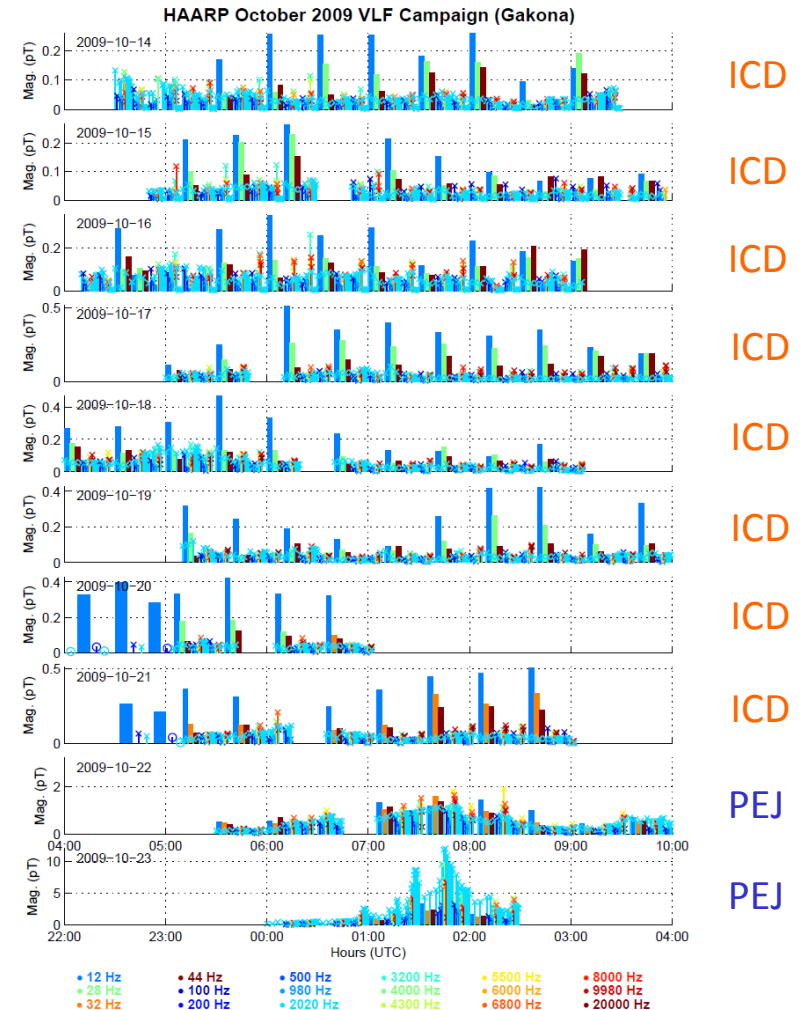 HAARP October 2009 VLF Campaign (Gakona)
Mag. (pT)
0.2
0.1
0
2009-10-14
ICD
Mag. (pT)
0.2
0.1
0
2009-10-15
ICD
Mag. (pT)
0.2
0
2009-10-16
ICD
Mag. (pT)
0.5
0
2009-10-17
ICD
Mag. (pT)
0.4
0.2
0
2009-10-18
ICD
Mag. (pT)
0.4
0.2
0
2009-10-19
ICD
Mag. (pT)
0.4
0.2
0
2009-10-20
ICD
Mag. (pT)
0.5
0
2009-10-21
ICD
Mag. (pT)
2
0
2009-10-22
PEJ
04:00 05:00 06:00 07:00 08:00 09:00 10:00
Mag. (pT)
10
5
0
2009-10-23
PEJ
22:00 23:00 00:00 01:00 02:00 03:00 04:00
Hours (UTC)
12 Hz 44 Hz 500 Hz 3200 Hz 5500 Hz 8000 Hz
28 Hz 100 Hz 980 Hz 4000 Hz 6000 Hz 9980 Hz
32 Hz 200 Hz 2020 Hz 4300 Hz 6800 Hz 20000 Hz